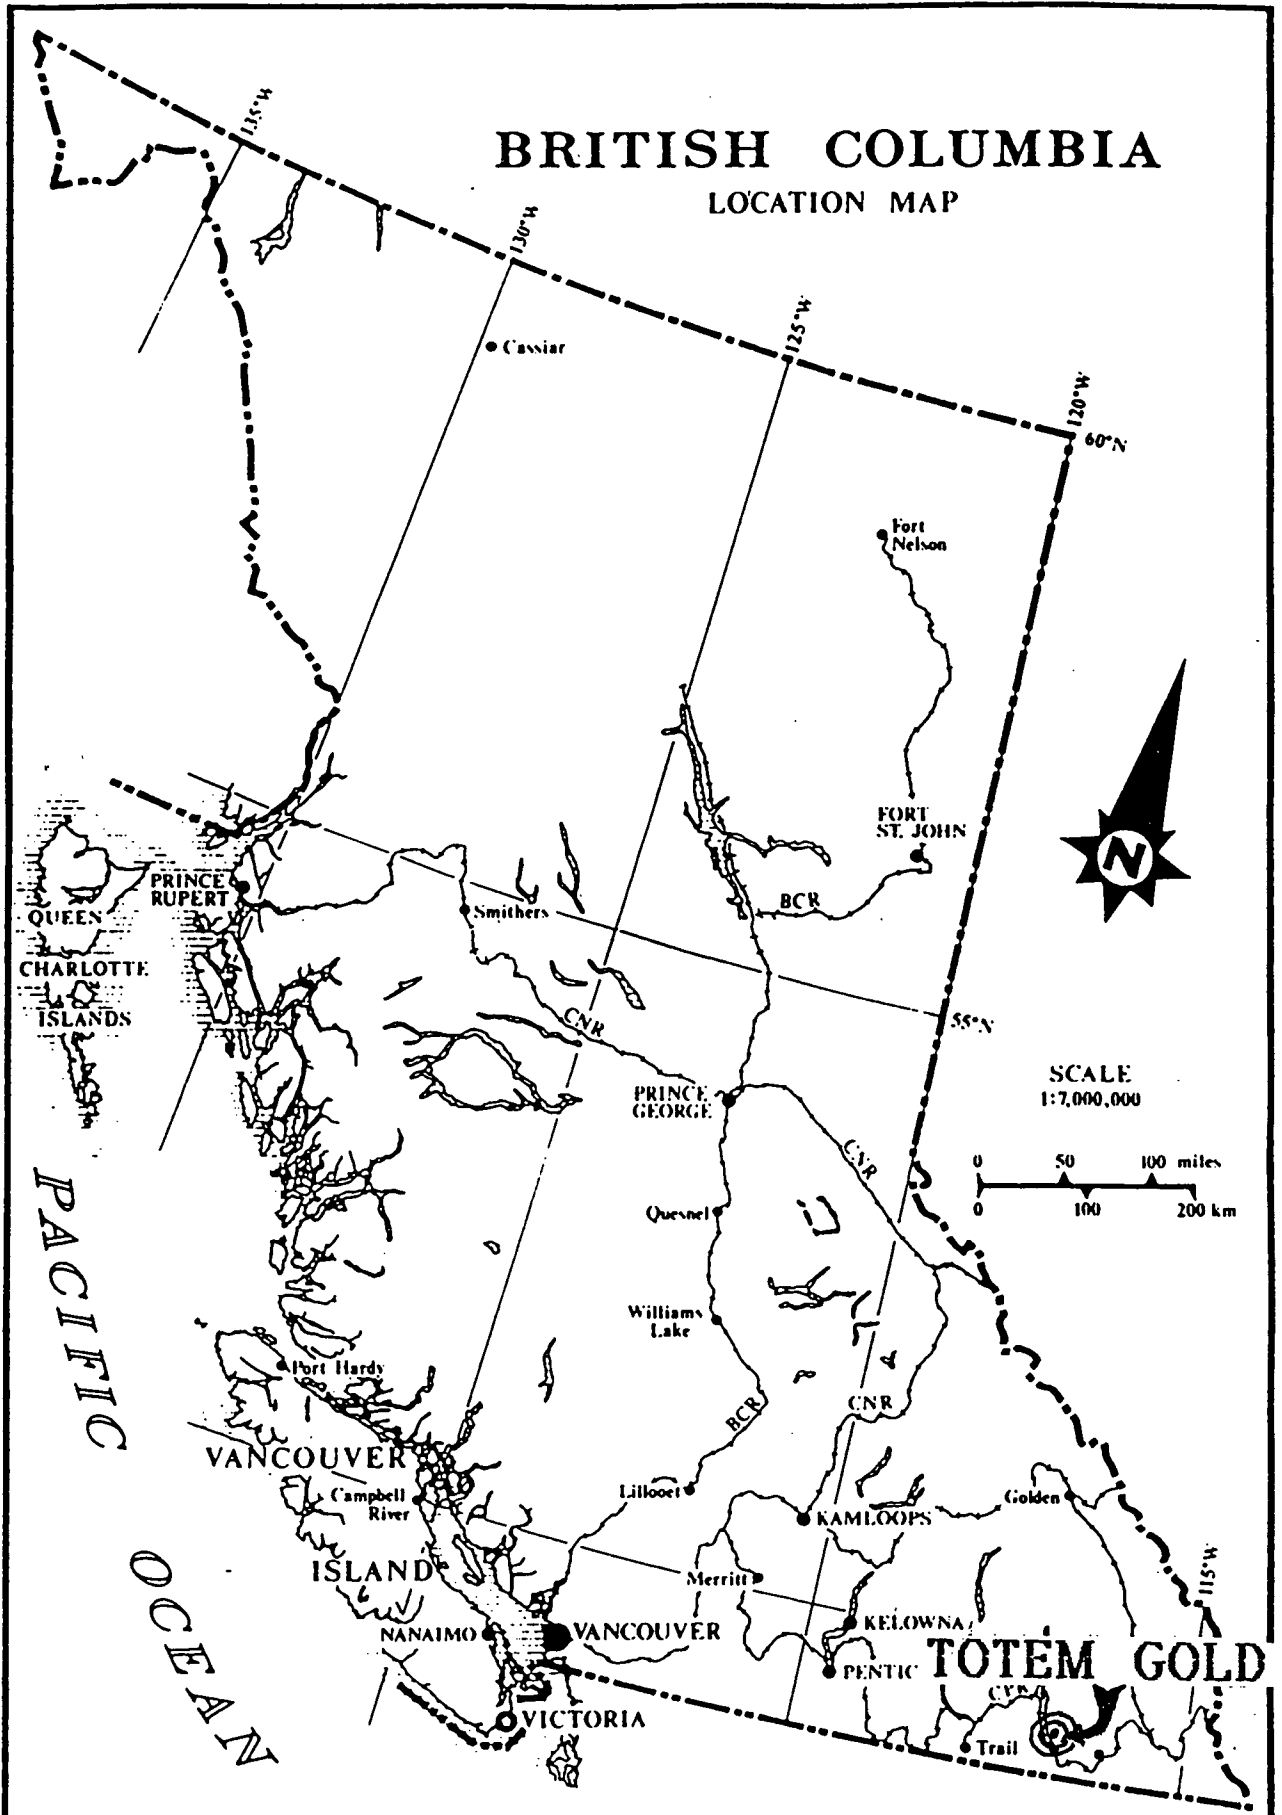 BRITISH COLUMBIA
LOCATION MAP
135°W
130°W
125°W
120°W
60°N
Cassiar
Fort
Nelson
FORT
ST. JOHN
N
BCR
PRINCE
RUPERT
QUEEN
CHARLOTTE
ISLANDS
Smithers
CNR
55°N
PRINCE
GEORGE
SCALE
1:7,000,000
0 50 100 miles
0 100 200 km
CNR
Quesnel
Williams
Lake
PACIFIC
OCEAN
Port Hardy
BCR
CNR
VANCOUVER
Campbell
River
ISLAND
Lillooet
KAMLOOPS
Golden
Merritt
115°W
NANAIMO
VANCOUVER
KELOWNA
PENTIC
TOTEM GOLD
CPR
VICTORIA
Trail